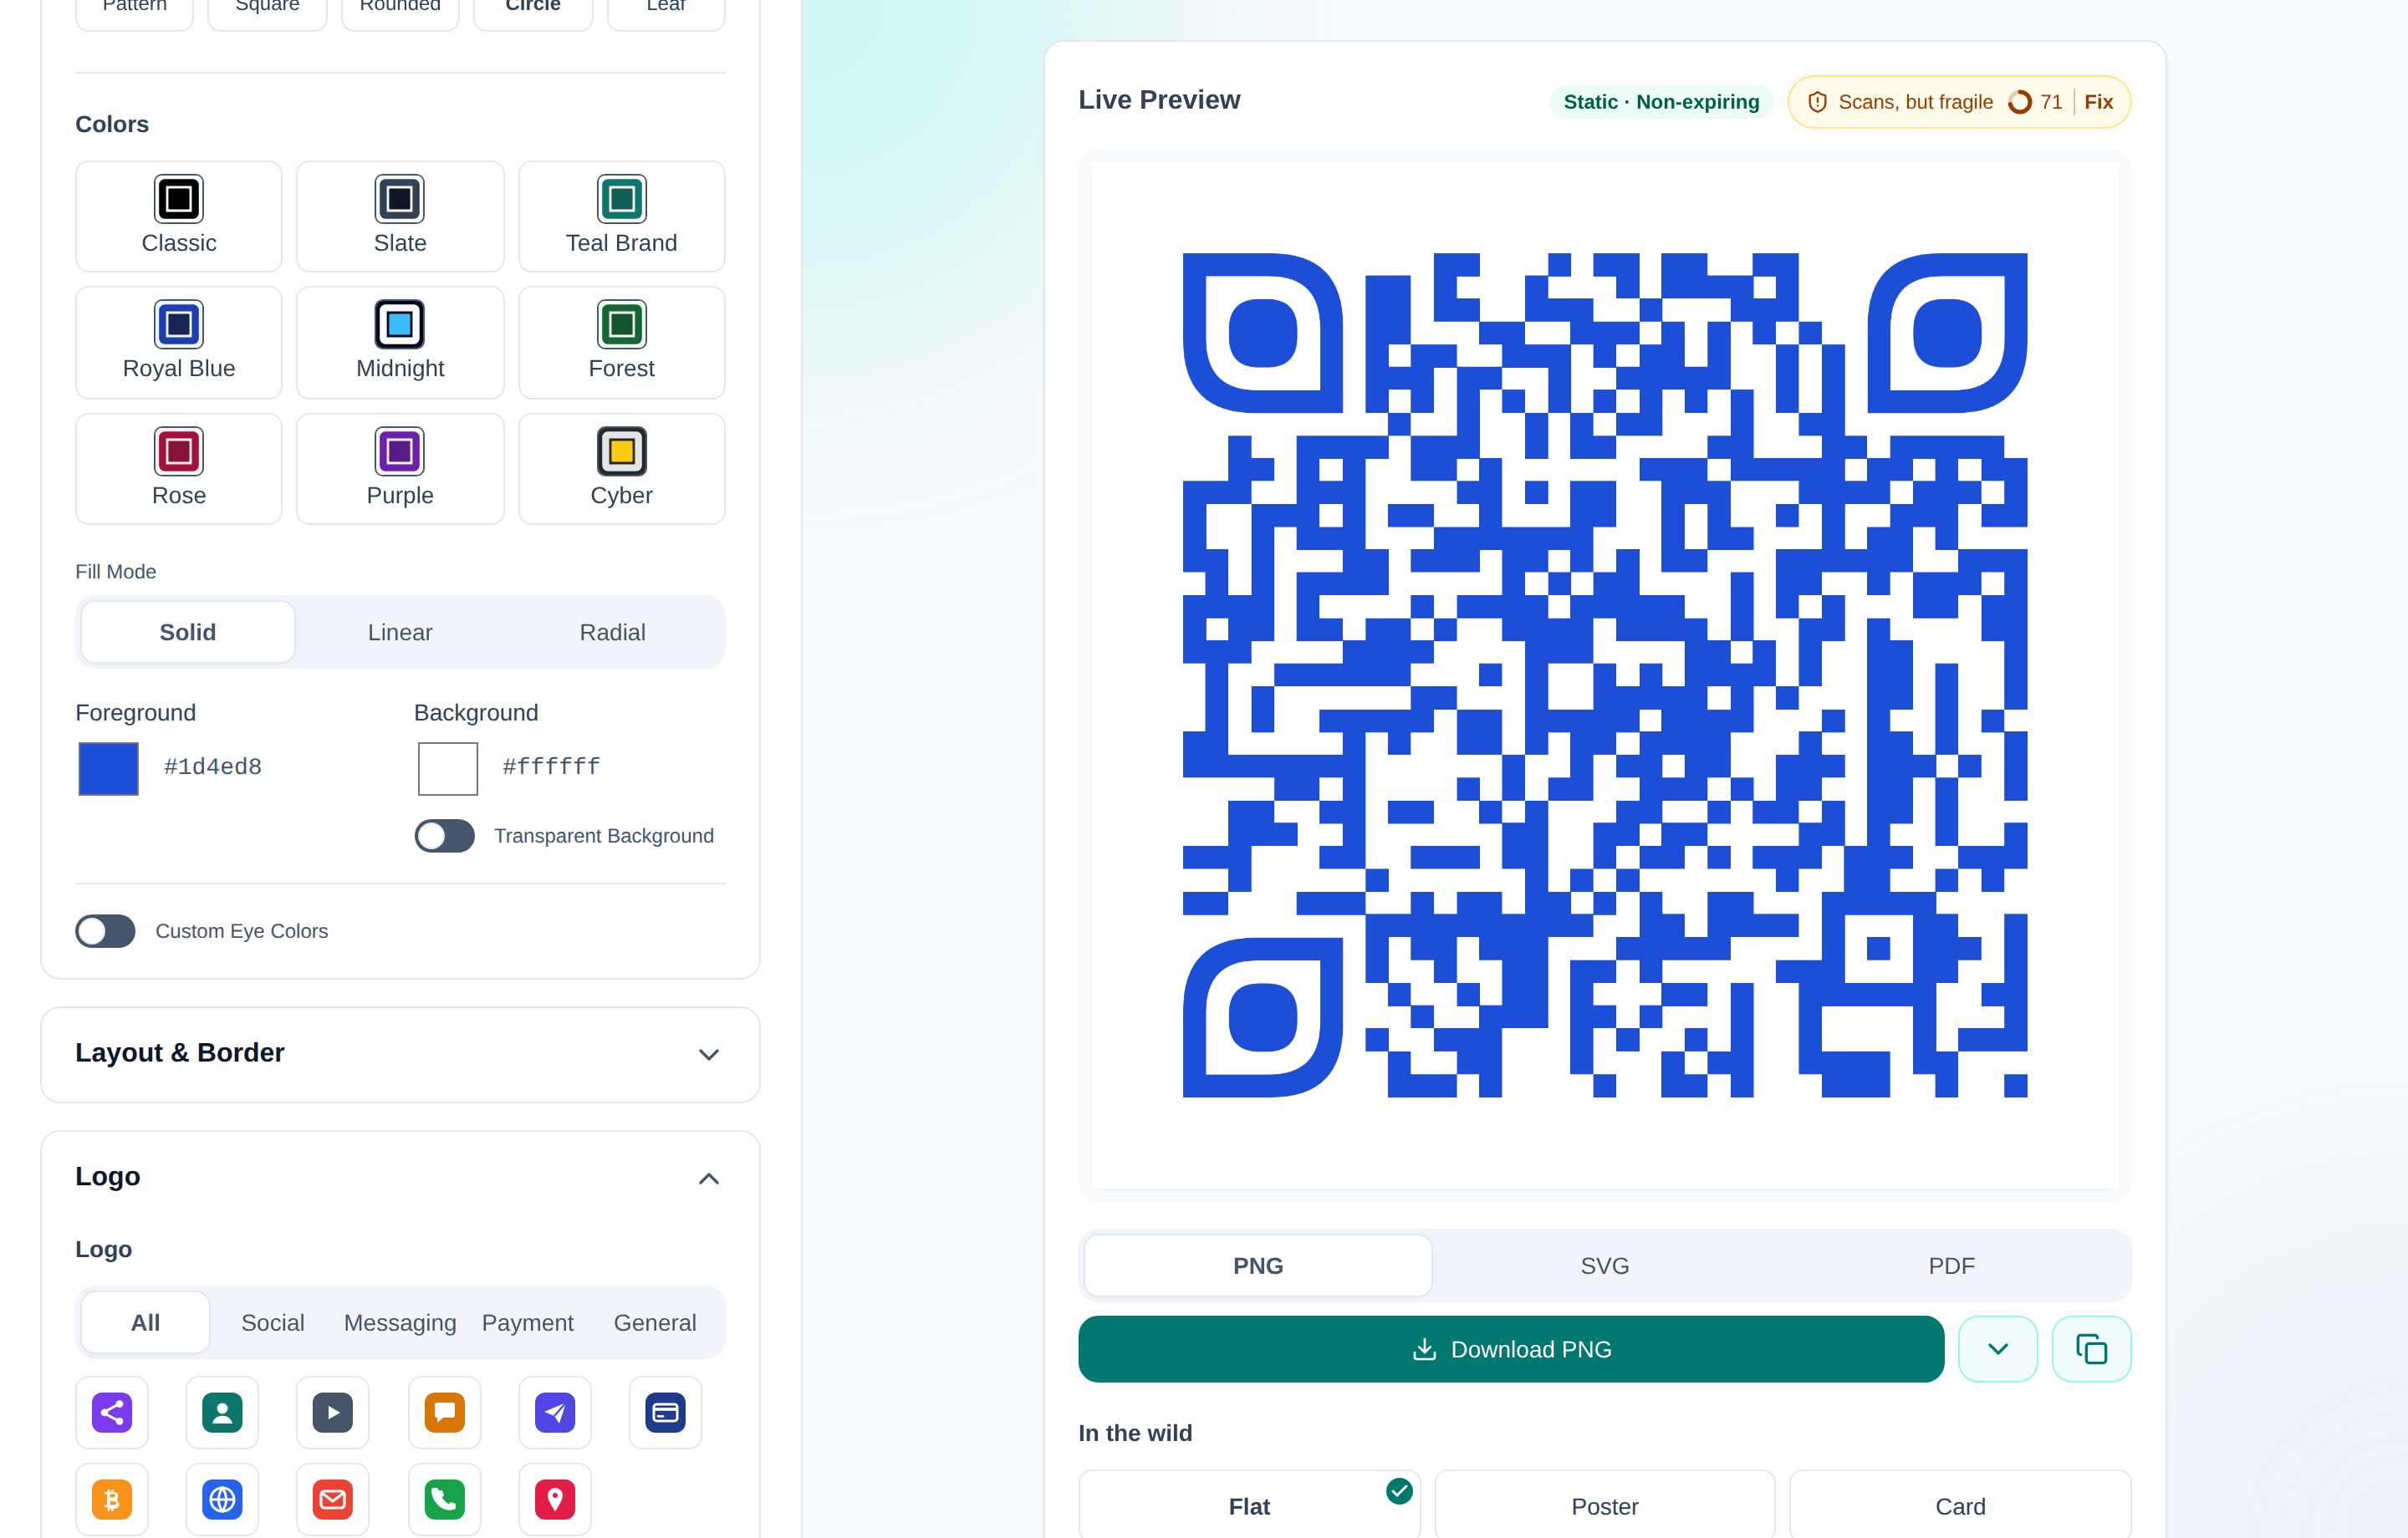 Pattern
Square
Rounded
Circle
Leaf
Colors
Classic
Slate
Teal Brand
Royal Blue
Midnight
Forest
Rose
Purple
Cyber
Fill Mode
Solid
Linear
Radial
Foreground
Background
#1d4ed8
#ffffff
Transparent Background
Custom Eye Colors
Layout & Border
Logo
Logo
All
Social
Messaging
Payment
General
Live Preview
Static · Non-expiring
Scans, but fragile
71
Fix
PNG
SVG
PDF
Download PNG
In the wild
Flat
Poster
Card